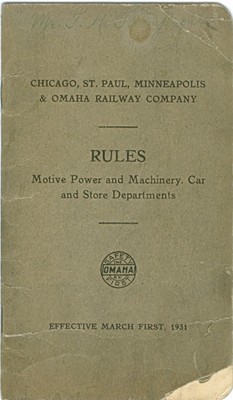 CHICAGO, ST. PAUL, MINNEAPOLIS
& OMAHA RAILWAY COMPANY
RULES
Motive Power and Machinery, Car
and Store Departments
SAFETY
OMAHA
FIRST
EFFECTIVE MARCH FIRST, 1931